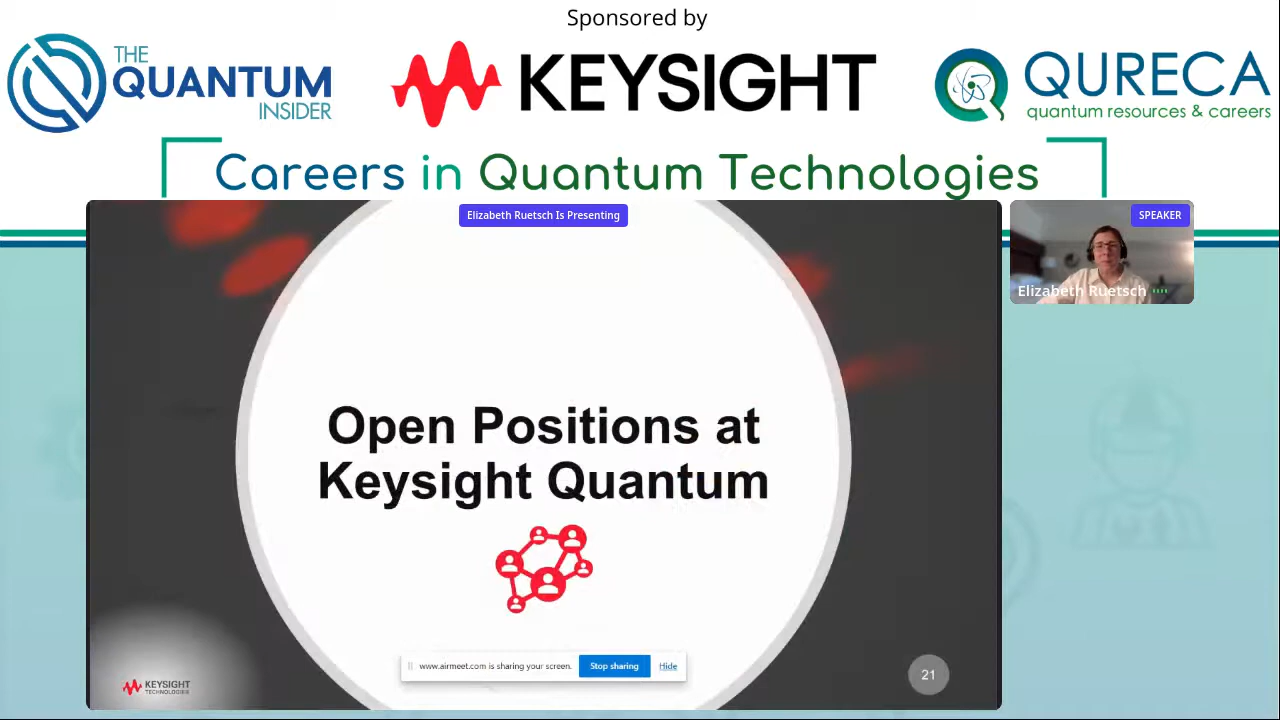 Sponsored by
THE
QUANTUM
INSIDER
KEYSIGHT
QURECA
quantum resources & careers
Careers in Quantum Technologies
Elizabeth Ruetsch Is Presenting
SPEAKER
Elizabeth Ruetsch
Open Positions at
Keysight Quantum
www.airmeet.com is sharing your screen.
Stop sharing
Hide
KEYSIGHT
TECHNOLOGIES
21